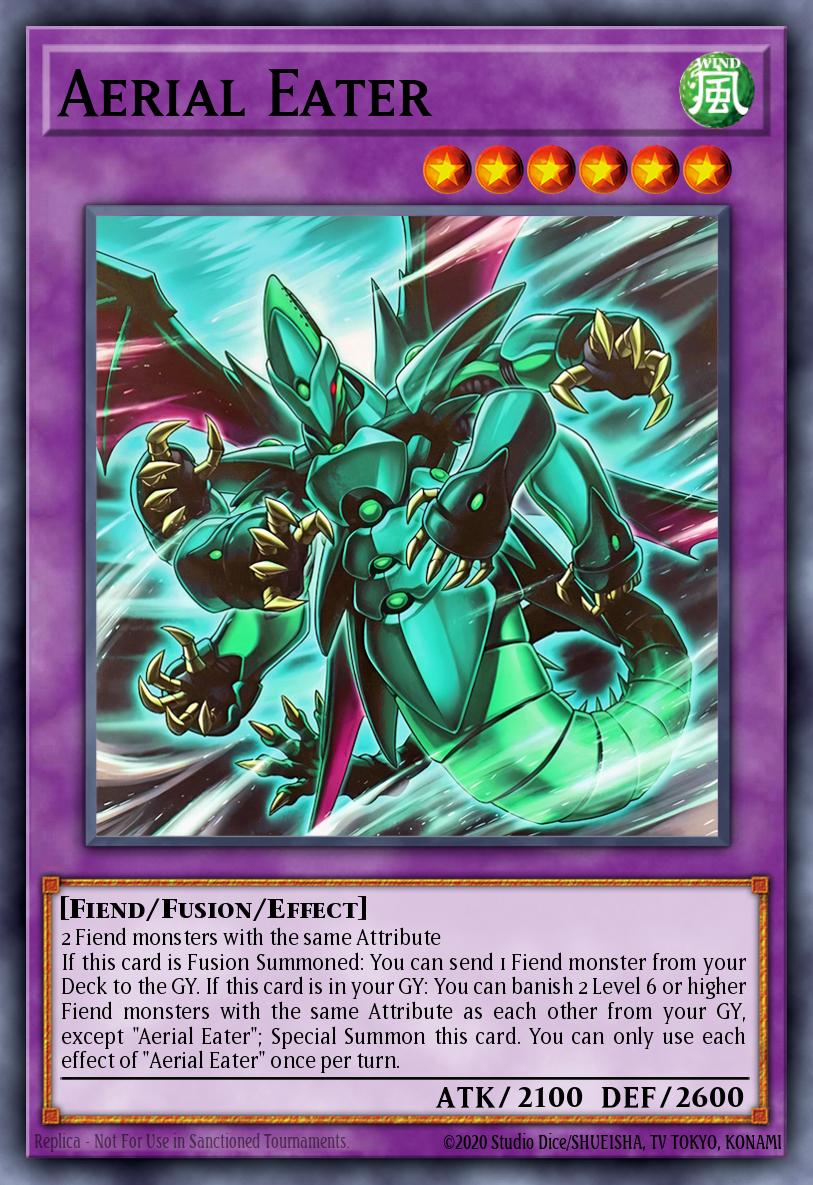 Aerial Eater
WIND
風
[Fiend/Fusion/Effect]
2 Fiend monsters with the same Attribute
If this card is Fusion Summoned: You can send 1 Fiend monster from your
Deck to the GY. If this card is in your GY: You can banish 2 Level 6 or higher
Fiend monsters with the same Attribute as each other from your GY,
except "Aerial Eater"; Special Summon this card. You can only use each
effect of "Aerial Eater" once per turn.
ATK/2100 DEF/2600
Replica - Not For Use in Sanctioned Tournaments.
©2020 Studio Dice/SHUEISHA, TV TOKYO, KONAMI